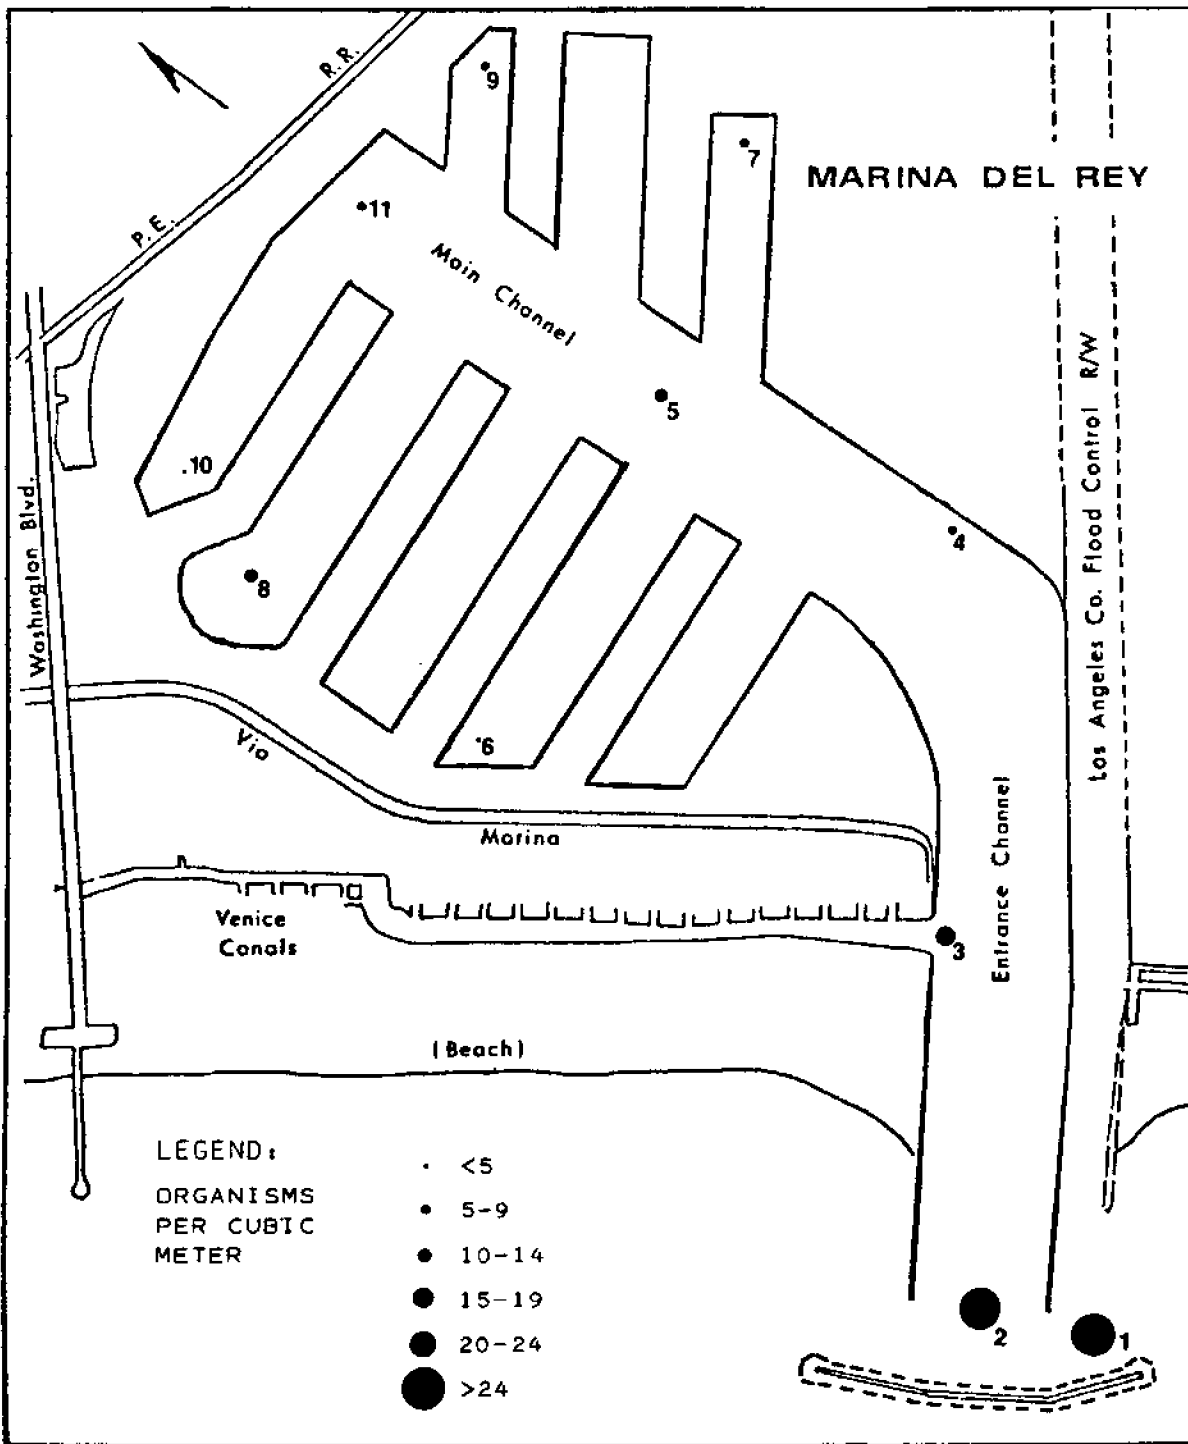 R.R.
9
7
MARINA DEL REY
11
P.E.
Main Channel
5
10
4
8
Washington Blvd.
Los Angeles Co. Flood Control R/W
6
Via
Marina
Venice
Canals
3
Entrance Channel
(Beach)
LEGEND:
ORGANISMS
PER CUBIC
METER
<5
5-9
10-14
15-19
20-24
>24
2
1